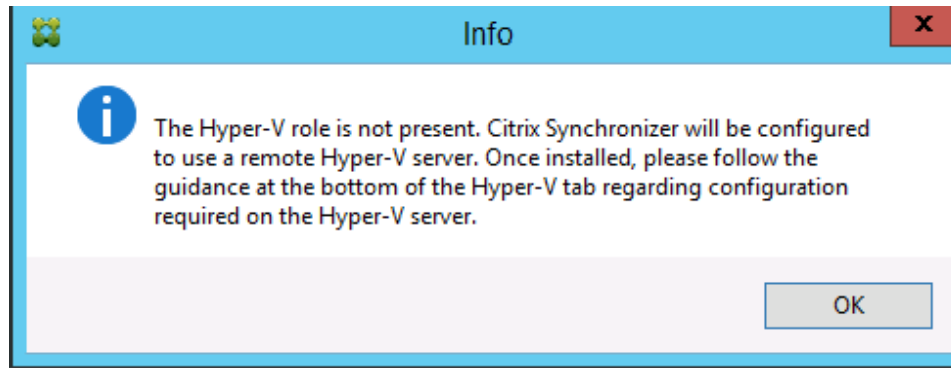 Info
x
The Hyper-V role is not present. Citrix Synchronizer will be configured
to use a remote Hyper-V server. Once installed, please follow the
guidance at the bottom of the Hyper-V tab regarding configuration
required on the Hyper-V server.
OK